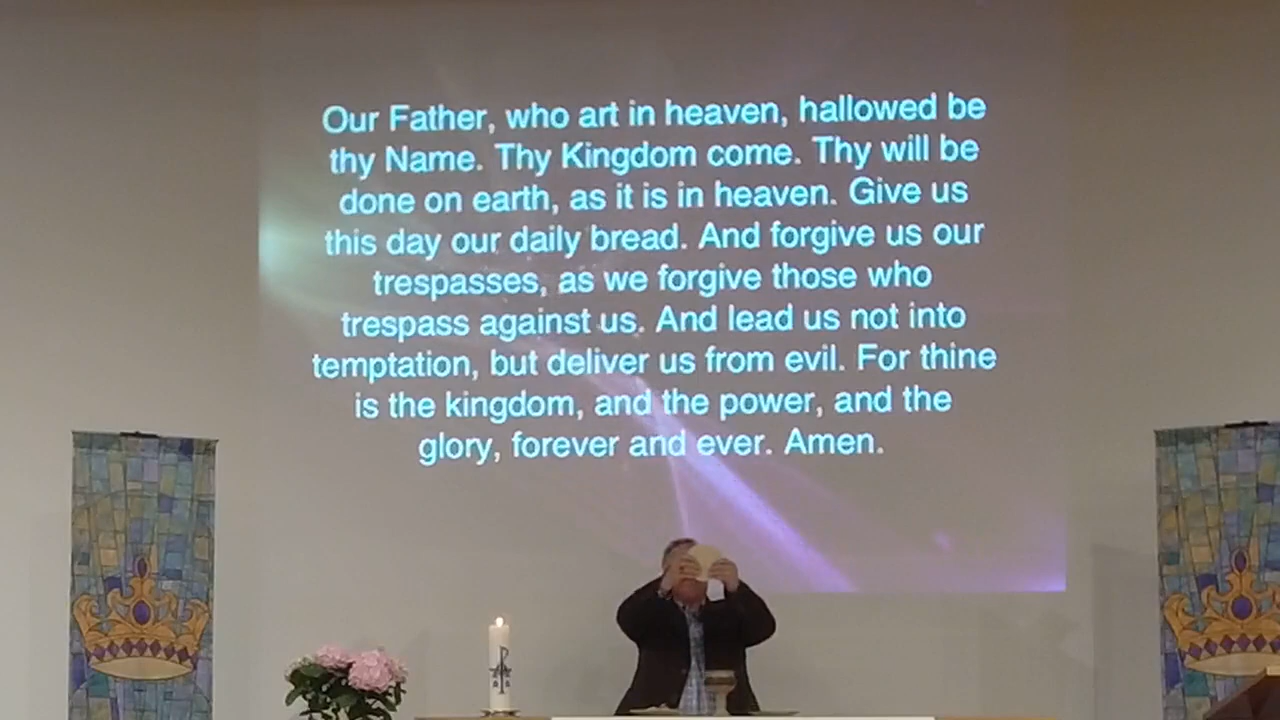 Our Father, who art in heaven, hallowed be
thy Name. Thy Kingdom come. Thy will be
done on earth, as it is in heaven. Give us
this day our daily bread. And forgive us our
trespasses, as we forgive those who
trespass against us. And lead us not into
temptation, but deliver us from evil. For thine
is the kingdom, and the power, and the
glory, forever and ever. Amen.